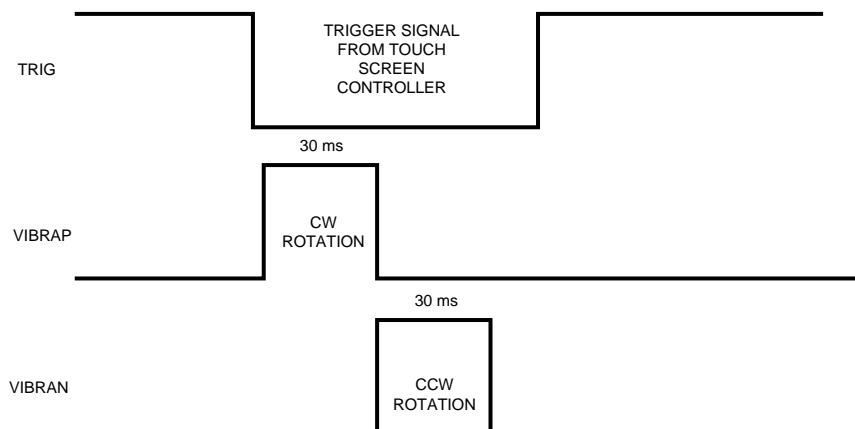 TRIGGER SIGNAL
FROM TOUCH
SCREEN
CONTROLLER
TRIG
30 ms
CW
ROTATION
VIBRAP
30 ms
CCW
ROTATION
VIBRAN